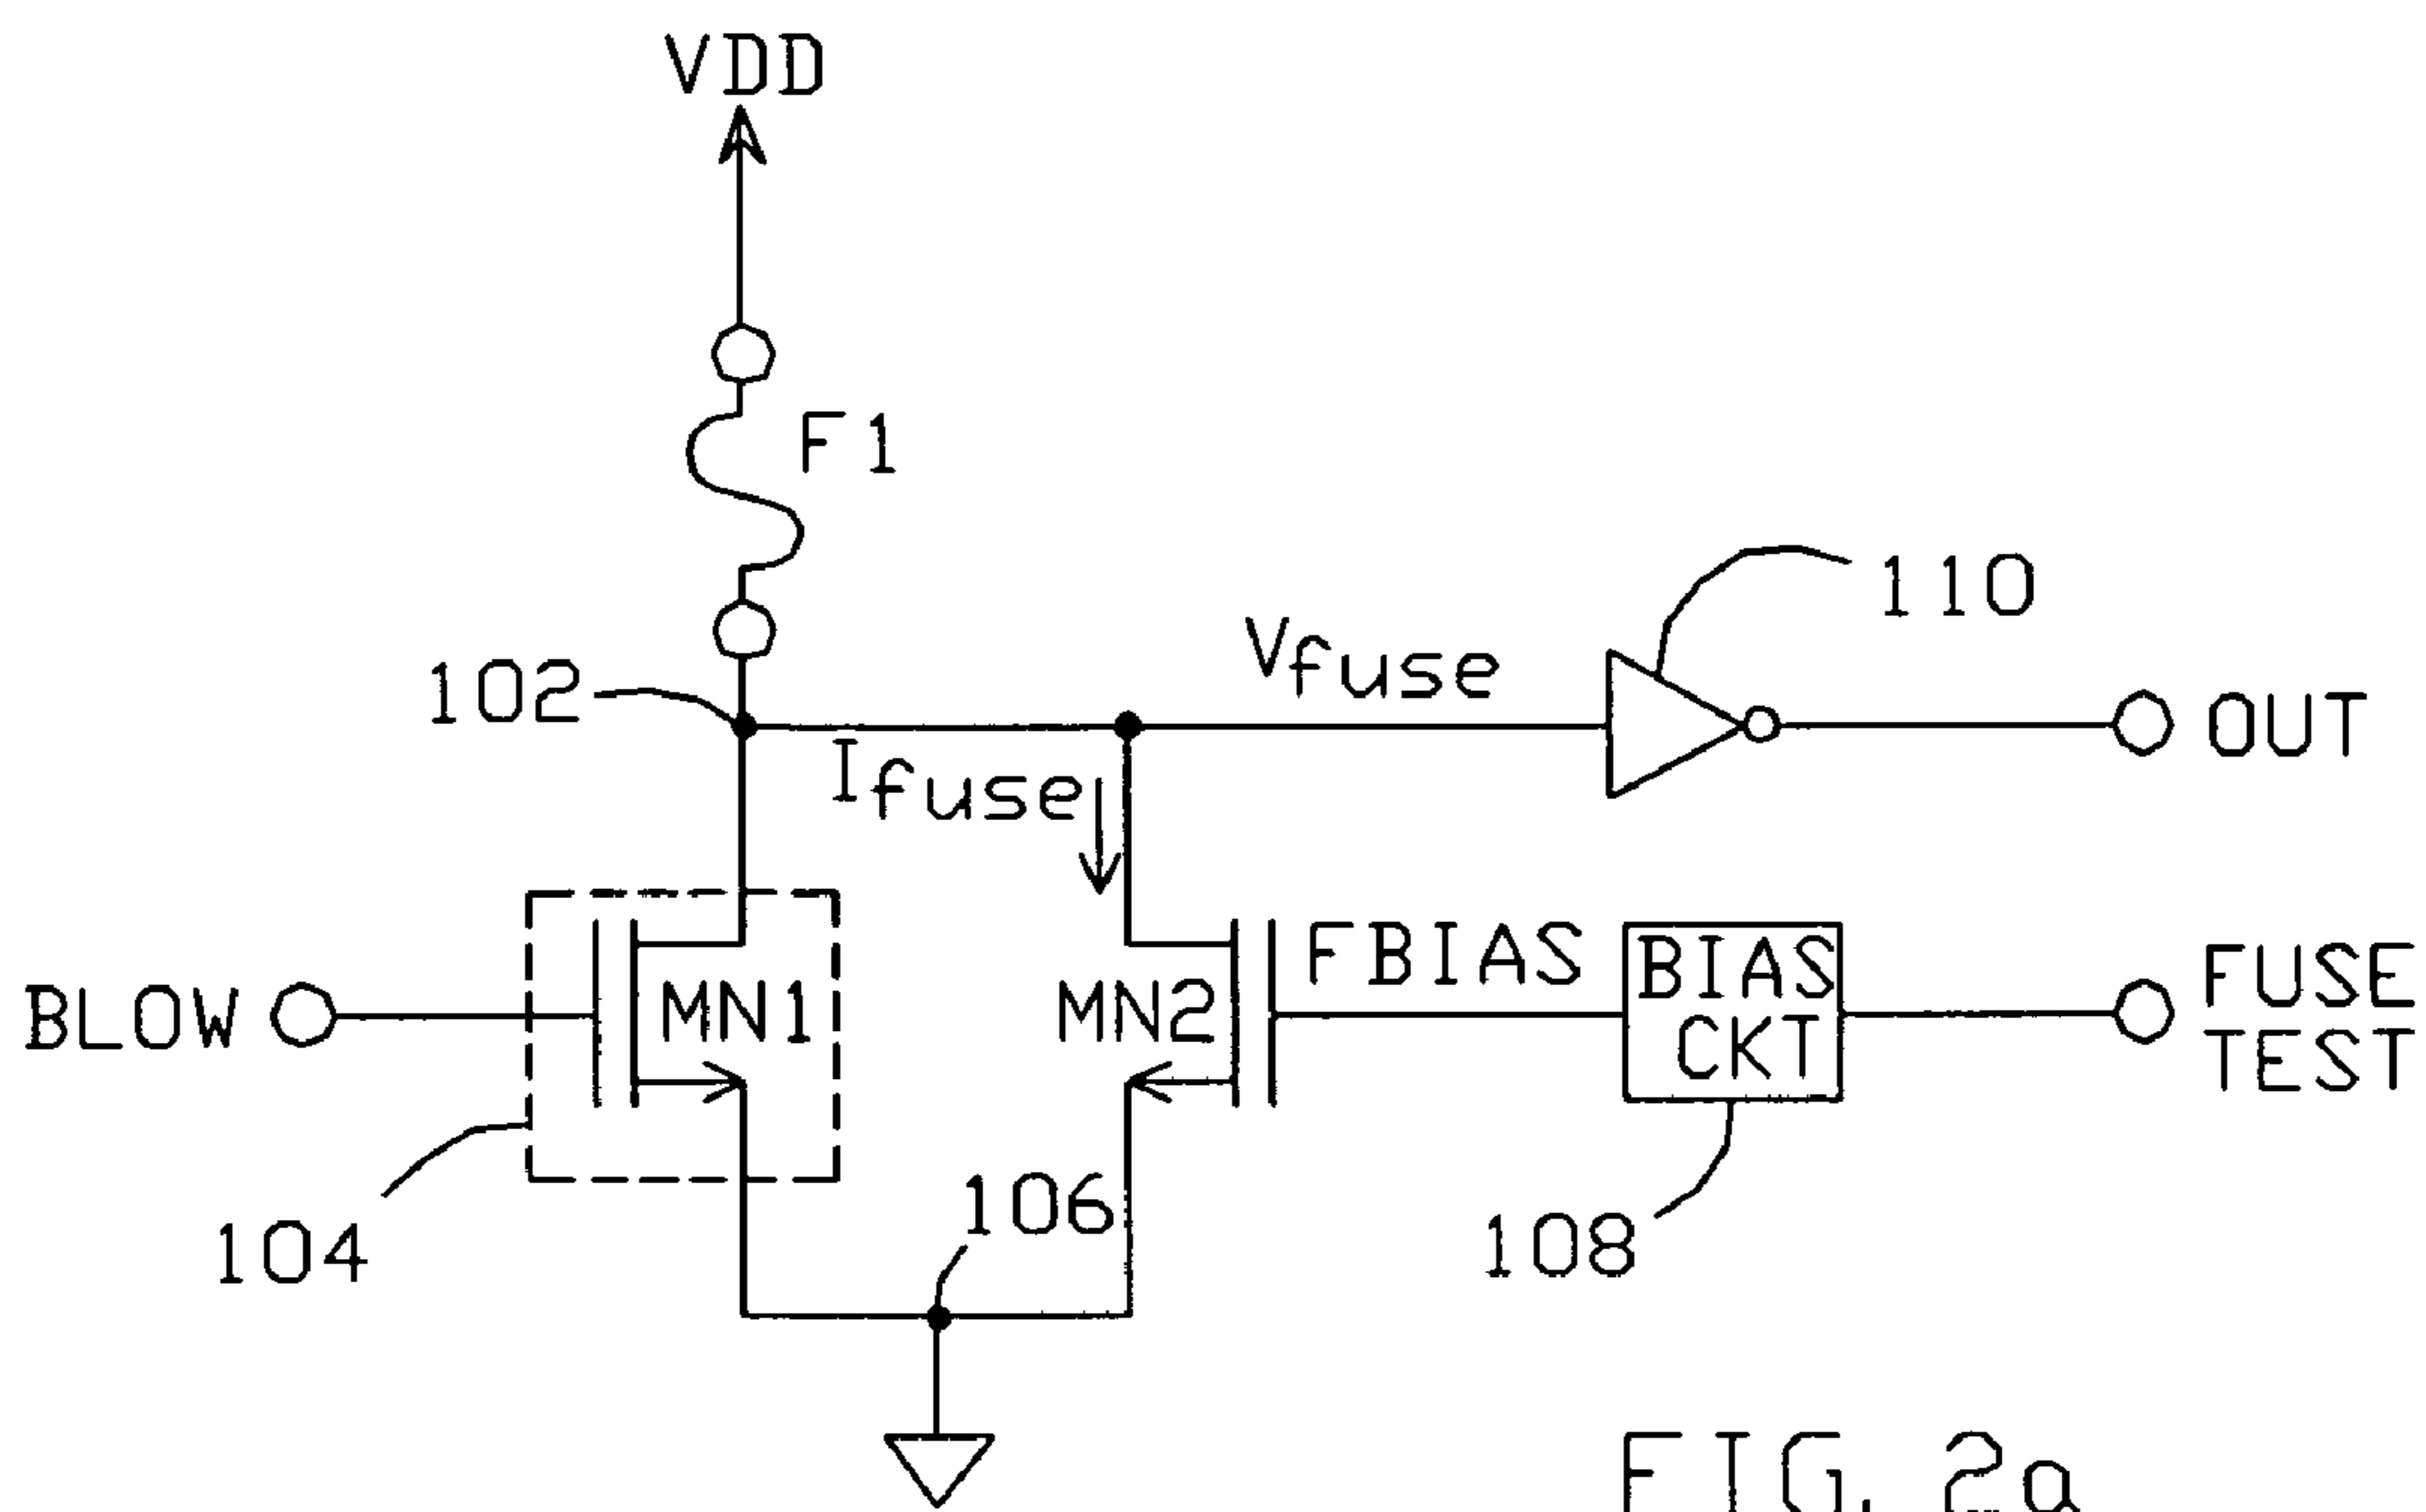 VDD
F1
110
102
Vfuse
OUT
Ifuse
FBIAS
BIAS
CKT
FUSE
TEST
BLOW
MN1
MN2
106
104
108
FIG. 2a